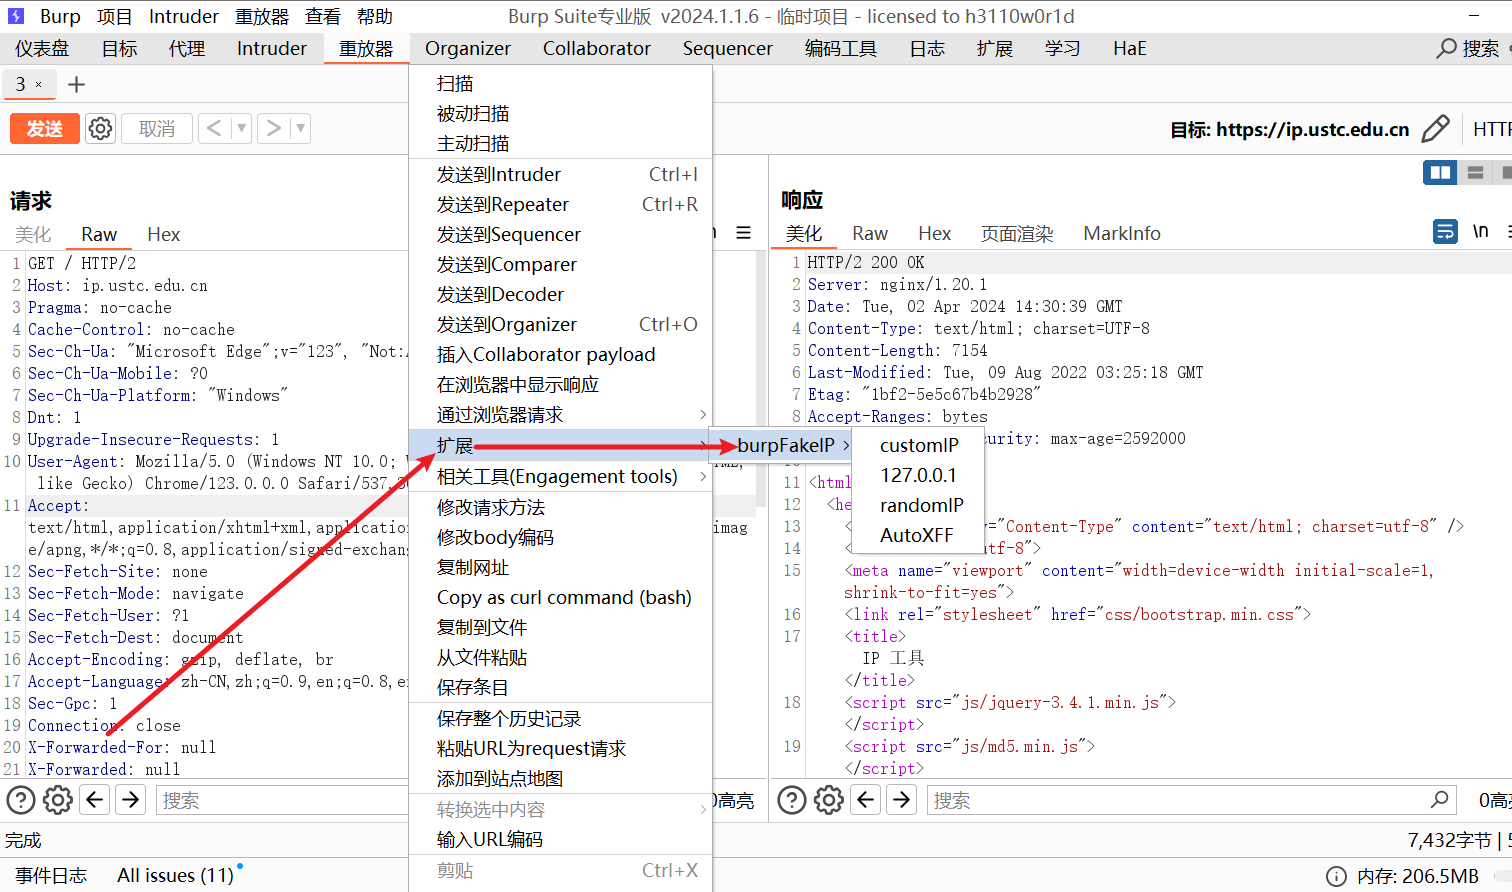 Burp 项目 Intruder 重放器 查看 帮助 Burp Suite专业版 v2024.1.1.6 - 临时项目 - licensed to h3110w0r1d
仪表盘 目标 代理 Intruder 重放器 Organizer Collaborator Sequencer 编码工具 日志 扩展 学习 HaE 搜索
3 × +
发送 取消 < > 目标: https://ip.ustc.edu.cn
请求
美化 Raw Hex
1 GET / HTTP/2
2 Host: ip.ustc.edu.cn
3 Pragma: no-cache
4 Cache-Control: no-cache
5 Sec-Ch-Ua: "Microsoft Edge";v="123",
6 Sec-Ch-Ua-Mobile: ?0
7 Sec-Ch-Ua-Platform: "Windows"
8 Dnt: 1
9 Upgrade-Insecure-Requests: 1
10 User-Agent: Mozilla/5.0 (Windows NT 10.0;
like Gecko) Chrome/123.0.0.0
11 Accept:
text/html,application/xhtml+xml,
e/apng,*/*;q=0.8,
12 Sec-Fetch-Site: none
13 Sec-Fetch-Mode: navigate
14 Sec-Fetch-User: ?1
15 Sec-Fetch-Dest: document
16 Accept-Encoding: gzip, deflate, br
17 Accept-Language: zh-CN,zh;q=0.9,en;q=0.8,
18 Sec-Gpc: 1
19 Connection: close
20 X-Forwarded-For: null
21 X-Forwarded: null
搜索
扫描
被动扫描
主动扫描
发送到Intruder Ctrl+I
发送到Repeater Ctrl+R
发送到Sequencer
发送到Comparer
发送到Decoder
发送到Organizer Ctrl+O
插入Collaborator payload
在浏览器中显示响应
通过浏览器请求 >
扩展 >
相关工具(Engagement tools) >
修改请求方法
修改body编码
复制网址
Copy as curl command (bash)
复制到文件
从文件粘贴
保存条目
保存整个历史记录
粘贴URL为request请求
添加到站点地图
转换选中内容 >
输入URL编码
剪贴 Ctrl+X
burpFakeIP >
customIP
127.0.0.1
randomIP
AutoXFF
响应
美化 Raw Hex 页面渲染 MarkInfo \n
1 HTTP/2 200 OK
2 Server: nginx/1.20.1
3 Date: Tue, 02 Apr 2024 14:30:39 GMT
4 Content-Type: text/html; charset=UTF-8
5 Content-Length: 7154
6 Last-Modified: Tue, 09 Aug 2022 03:25:18 GMT
7 Etag: "1bf2-5e5c67b4b2928"
8 Accept-Ranges: bytes
max-age=2592000
11 <html
12
13 "Content-Type" content="text/html; charset=utf-8" />
14
15 <meta name="viewport" content="width=device-width initial-scale=1,
shrink-to-fit=yes">
16 <link rel="stylesheet" href="css/bootstrap.min.css">
17 <title>
IP 工具
</title>
18 <script src="js/jquery-3.4.1.min.js">
</script>
19 <script src="js/md5.min.js">
</script>
0高亮 搜索
完成 7,432字节 |
事件日志 All issues (11) 内存: 206.5MB